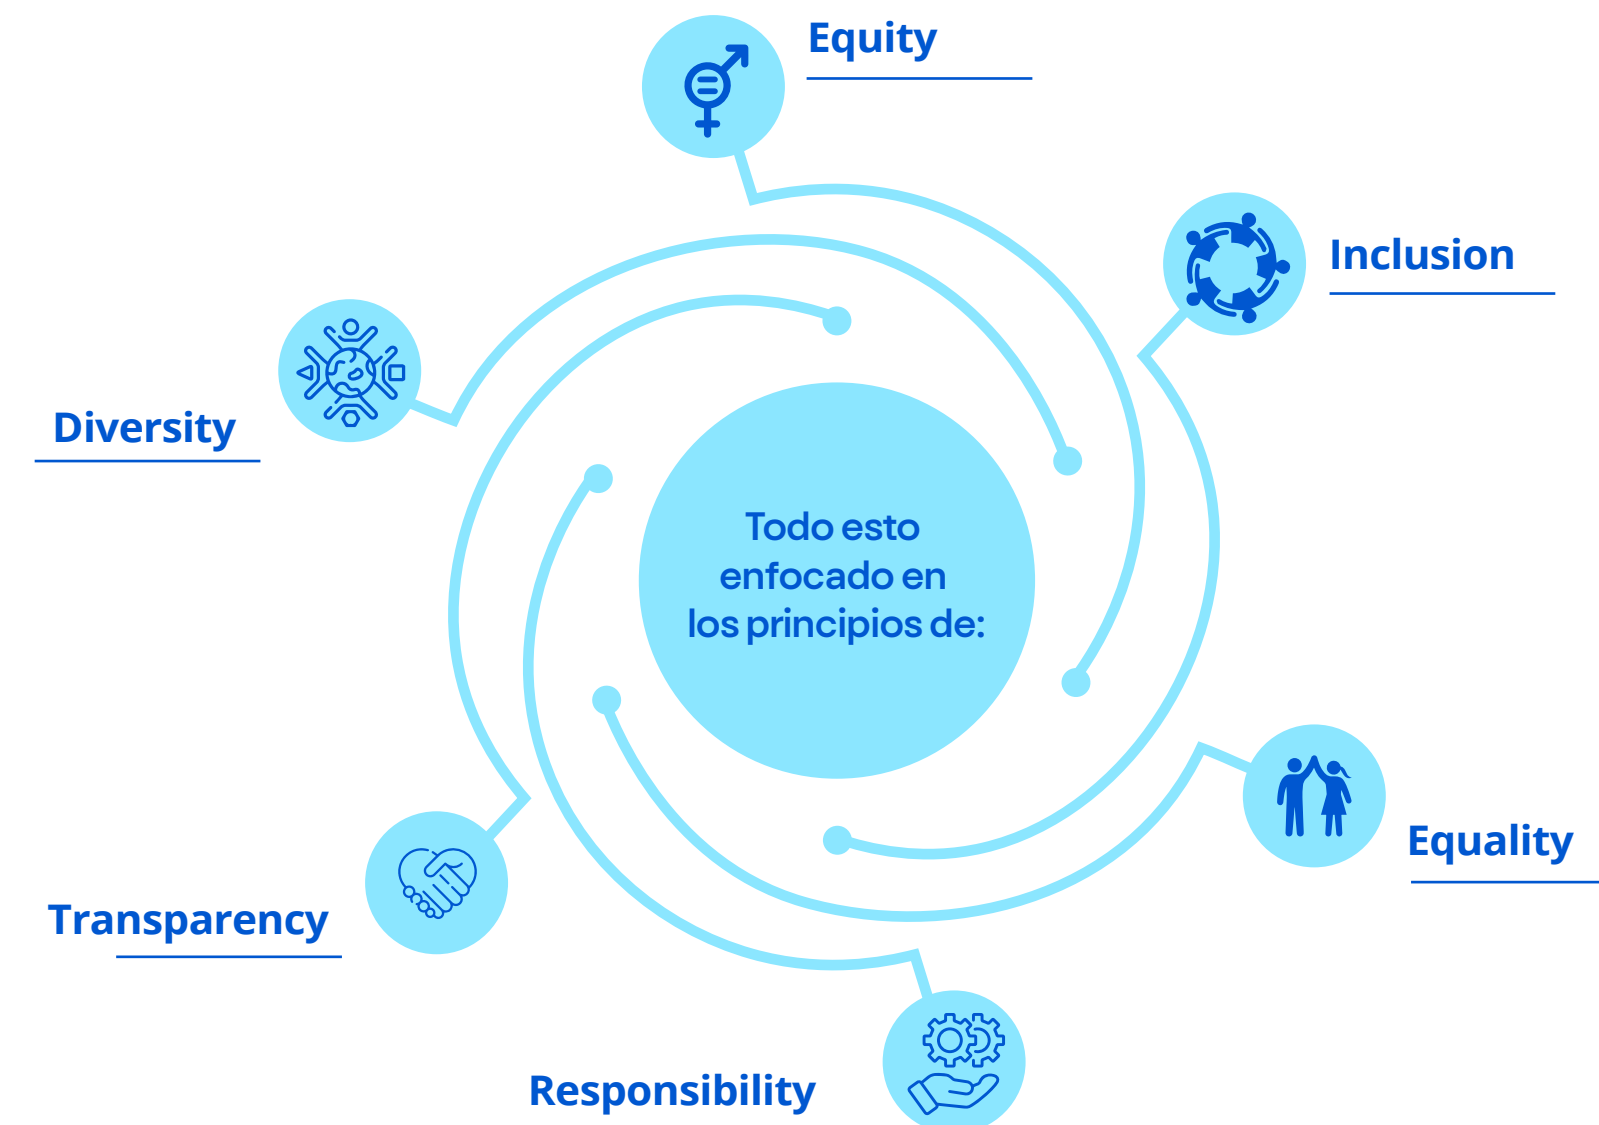 Equity
Inclusion
Diversity
Todo esto
enfocado en
los principios de:
Equality
Transparency
Responsibility